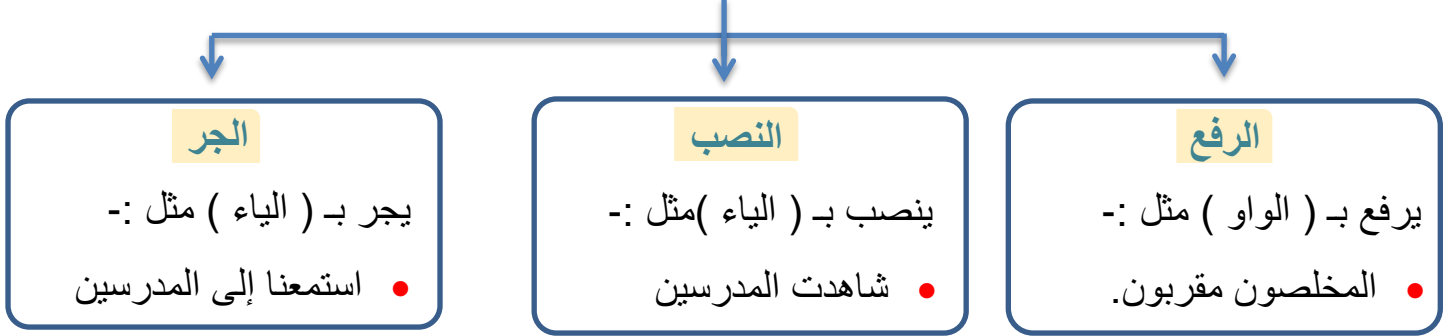 الرفع
يرفع بـ ( الواو ) مثل :-
المخلصون مقربون.
النصب
ينصب بـ ( الياء )مثل :-
شاهدت المدرسين
الجر
يجر بـ ( الياء ) مثل :-
استمعنا إلى المدرسين